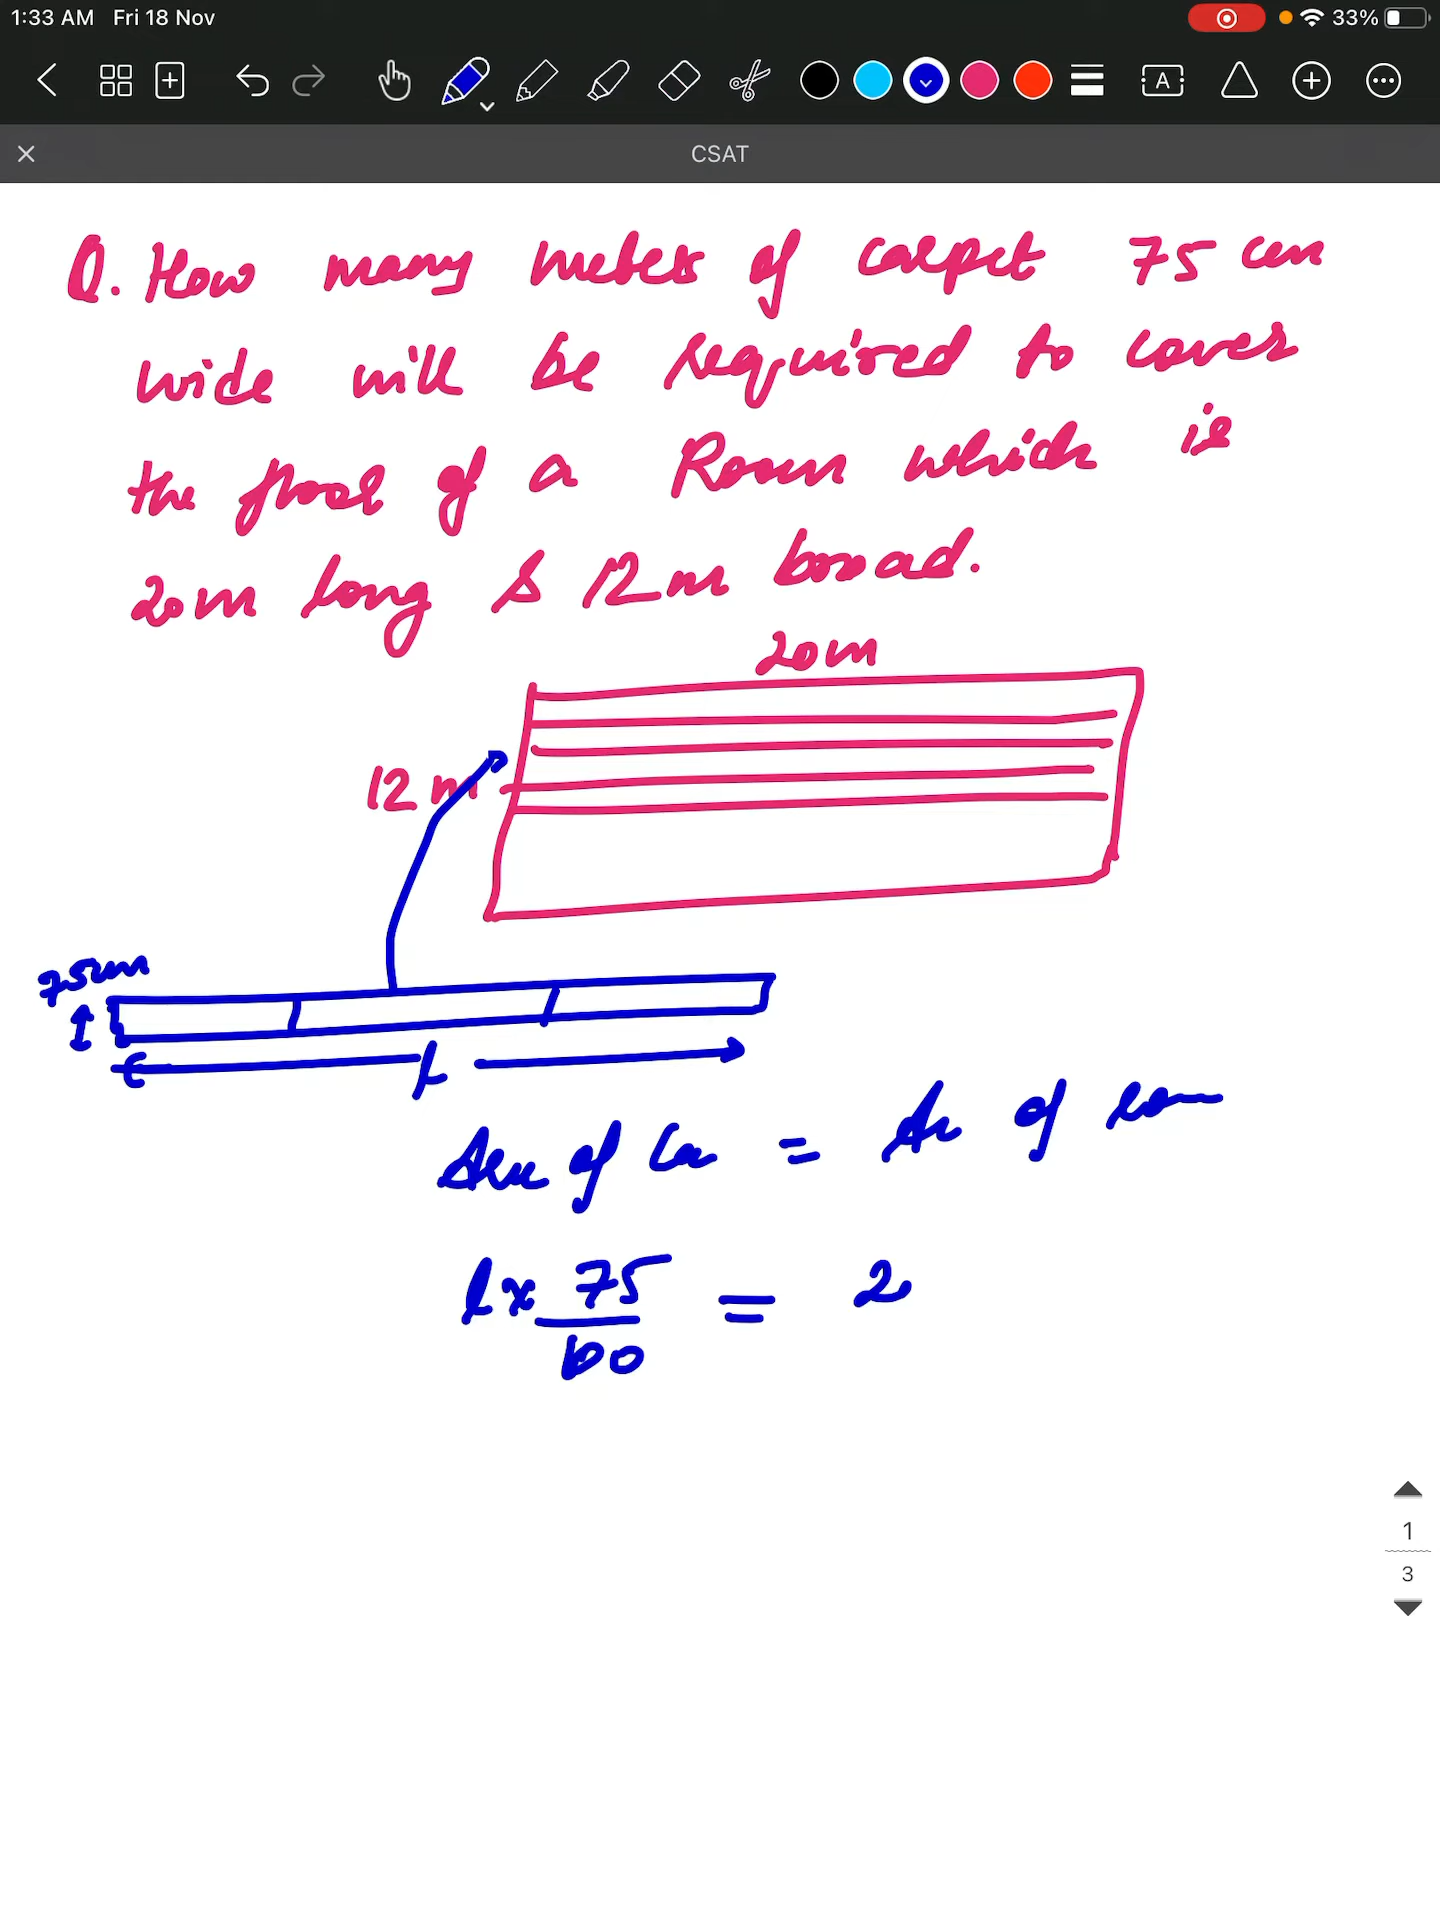 1:33 AM Fri 18 Nov 33%
A
CSAT
Q. How many meters of carpet 75 cm
wide will be required to cover
the floor of a Room which is
20m long & 12m broad.
20m
12 m
75cm
l
Area of Car = Ar of
l × 75 = 2
100
1
3